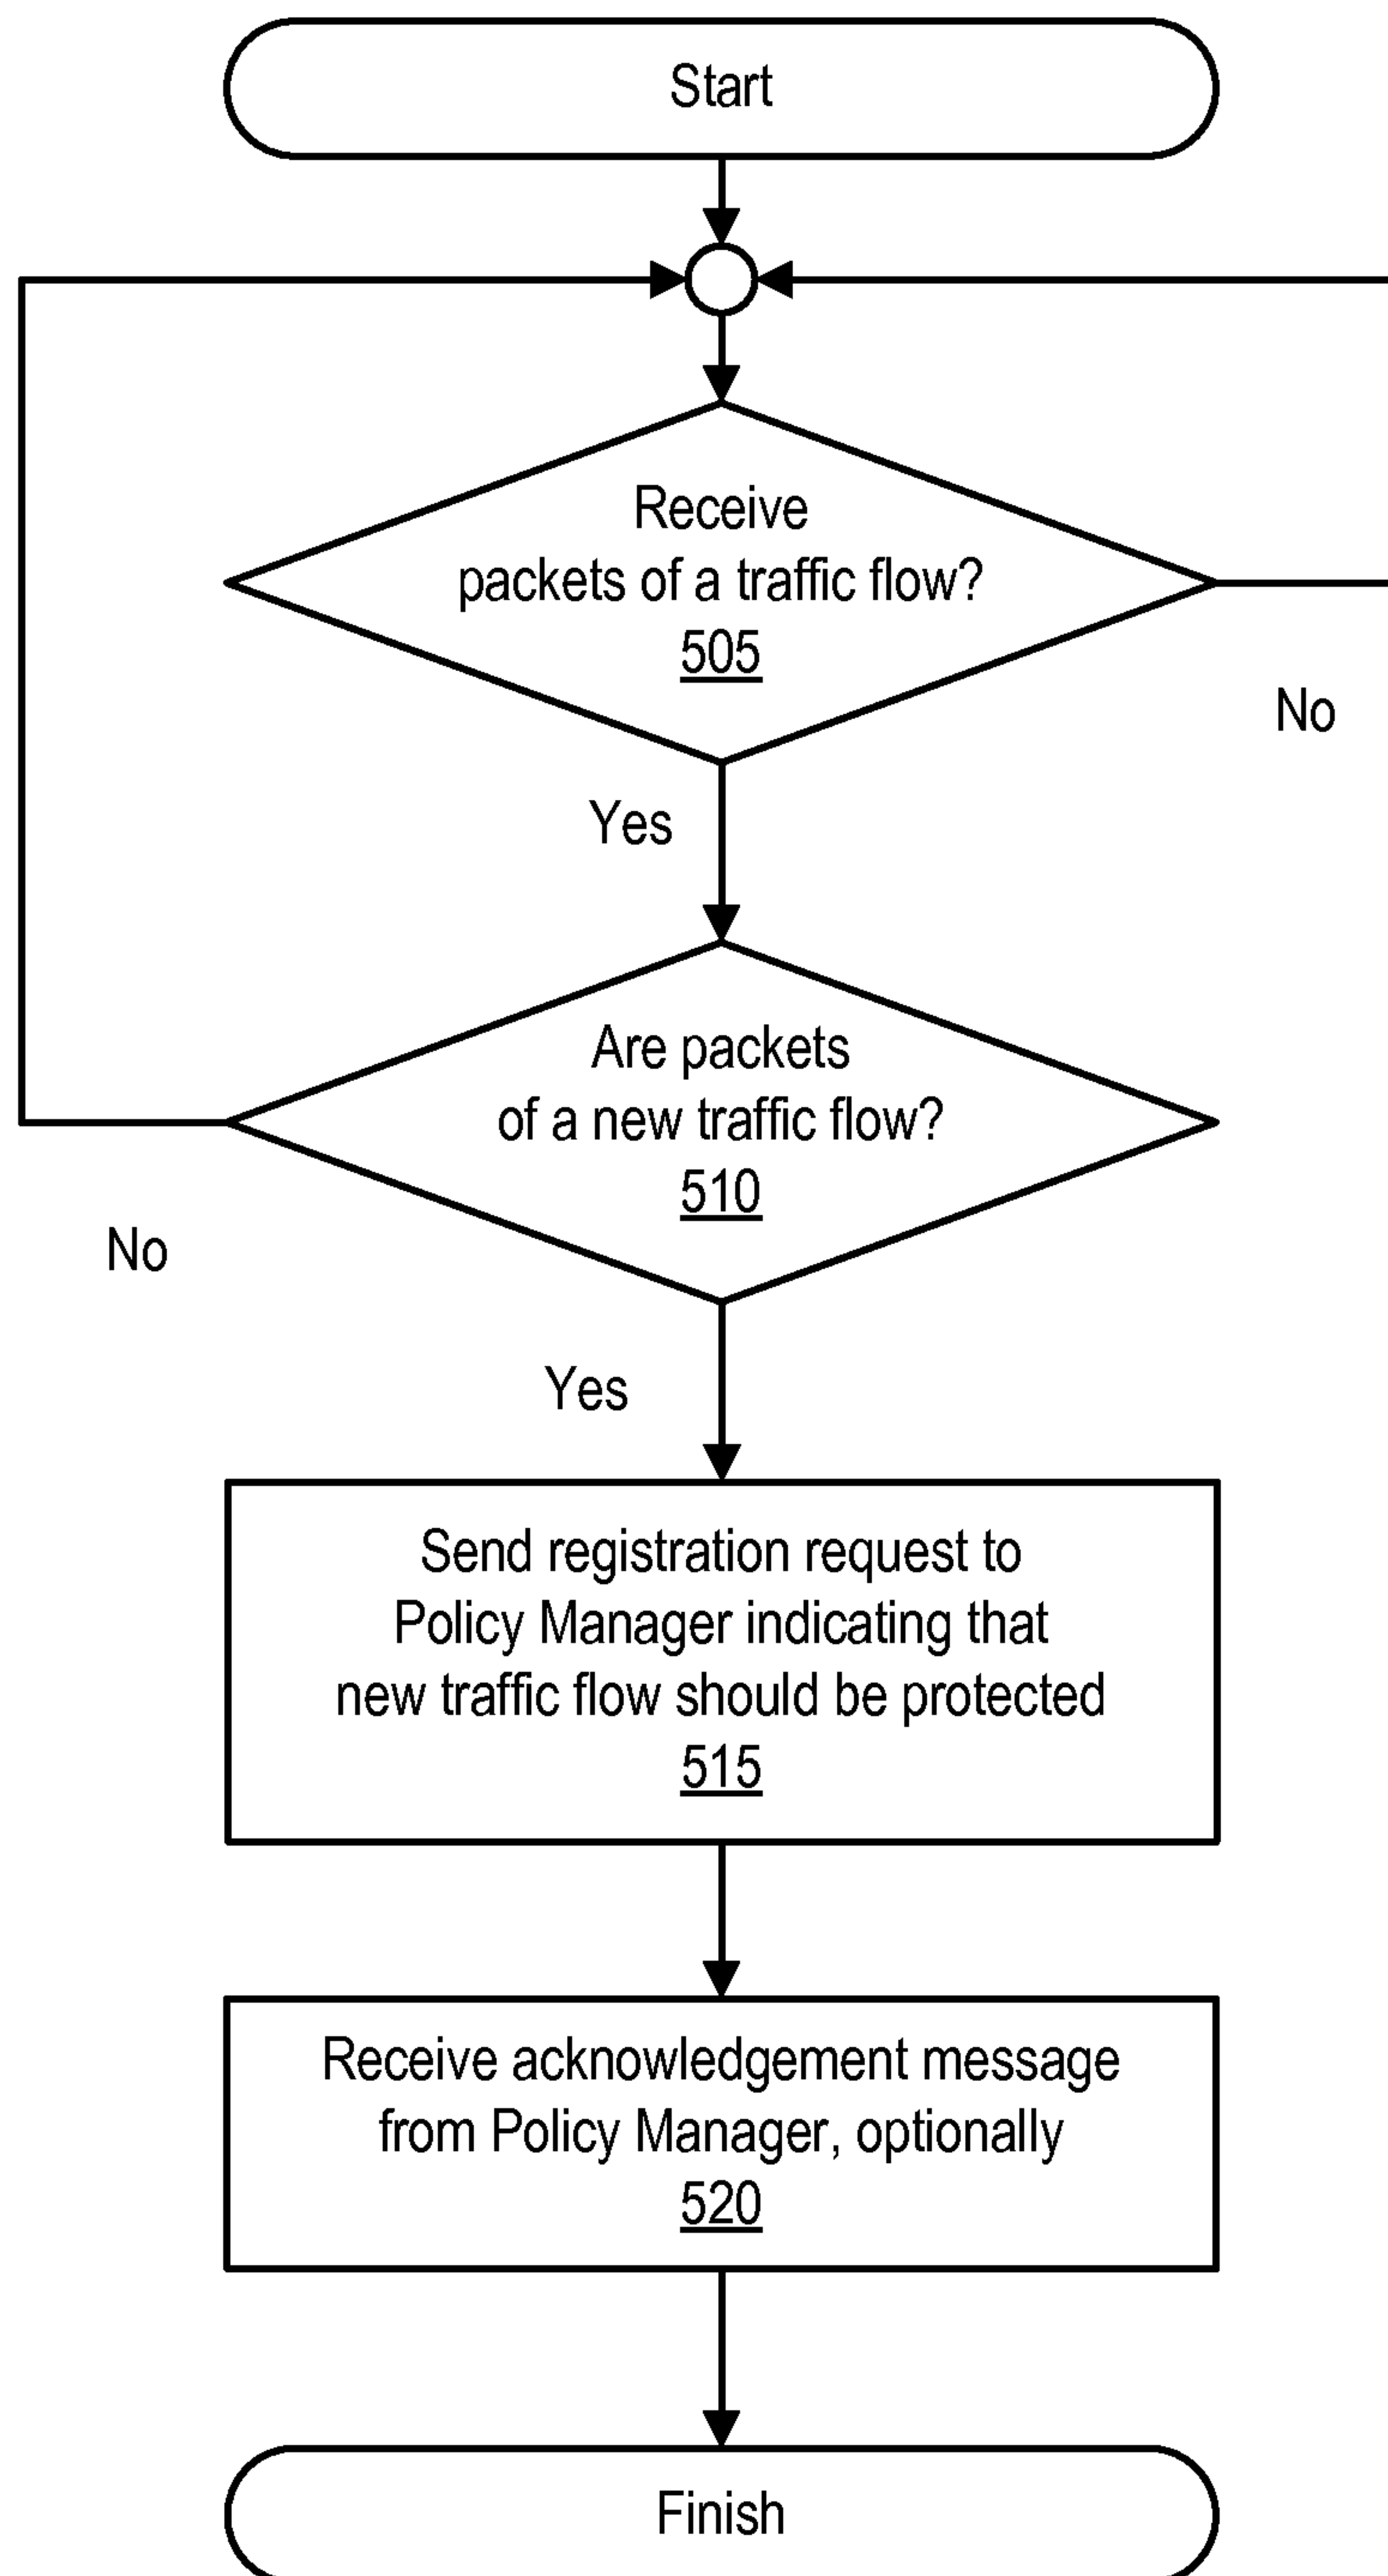 Start
Receive
packets of a traffic flow?
505
No
Yes
Are packets
of a new traffic flow?
510
No
Yes
Send registration request to
Policy Manager indicating that
new traffic flow should be protected
515
Receive acknowledgement message
from Policy Manager, optionally
520
Finish